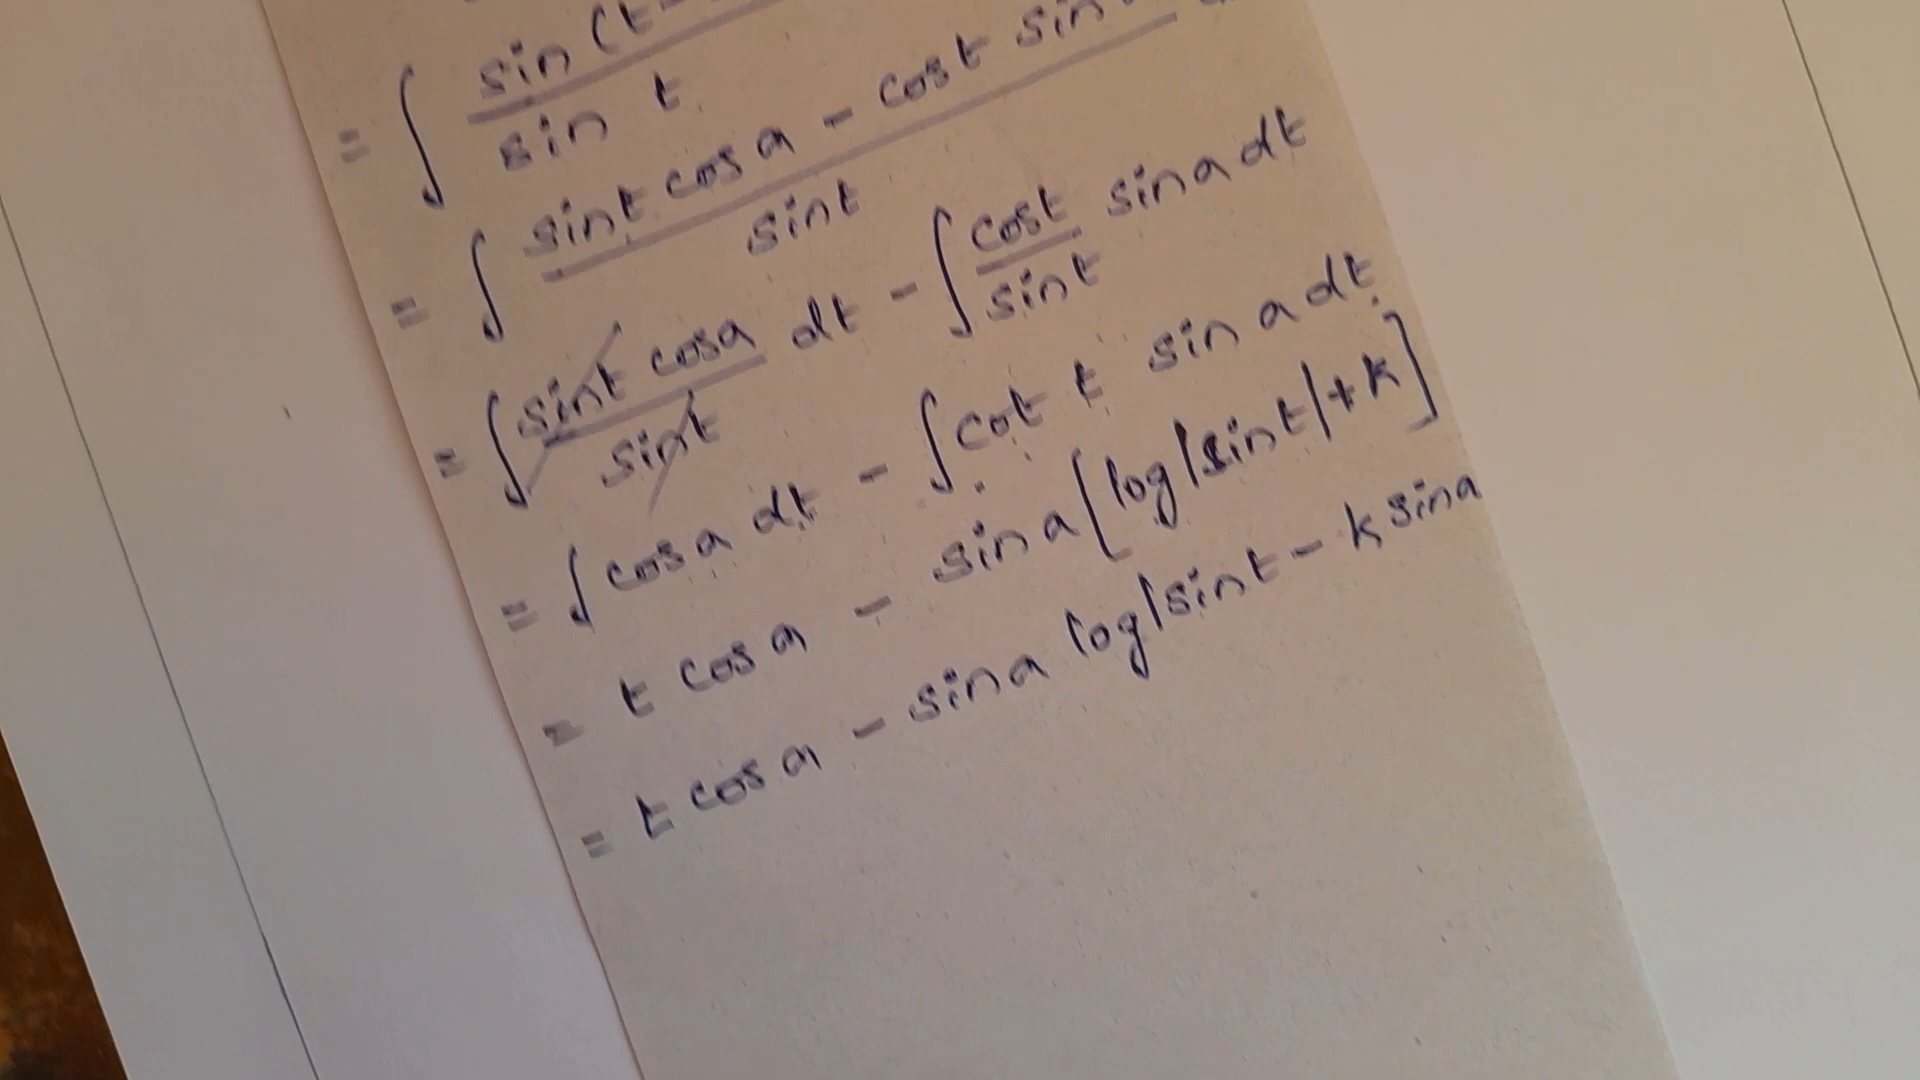 = ∫ sin (t- / sin t
= ∫ sint cos a - cost sin / sint
= ∫ sint cosa / sint dt - ∫ cost / sint sina dt
= ∫ cos a dt - ∫ cot t sin a dt.
= t cos a - sin a [log|sint|+k]
= t cos a - sina log|sint - k sina